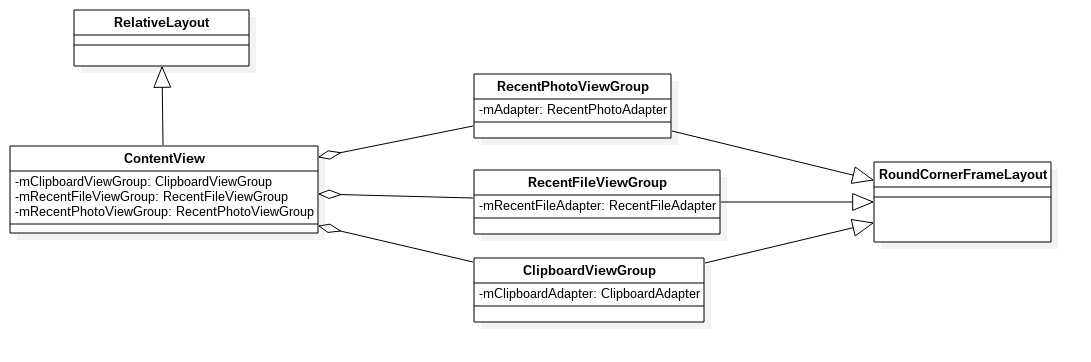 RelativeLayout
ContentView
-mClipboardViewGroup: ClipboardViewGroup
-mRecentFileViewGroup: RecentFileViewGroup
-mRecentPhotoViewGroup: RecentPhotoViewGroup
RecentPhotoViewGroup
-mAdapter: RecentPhotoAdapter
RecentFileViewGroup
-mRecentFileAdapter: RecentFileAdapter
ClipboardViewGroup
-mClipboardAdapter: ClipboardAdapter
RoundCornerFrameLayout